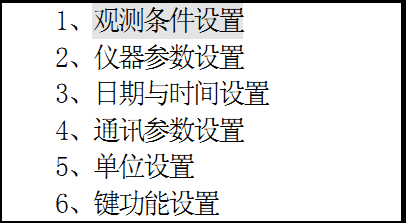 1、观测条件设置
2、仪器参数设置
3、日期与时间设置
4、通讯参数设置
5、单位设置
6、键功能设置